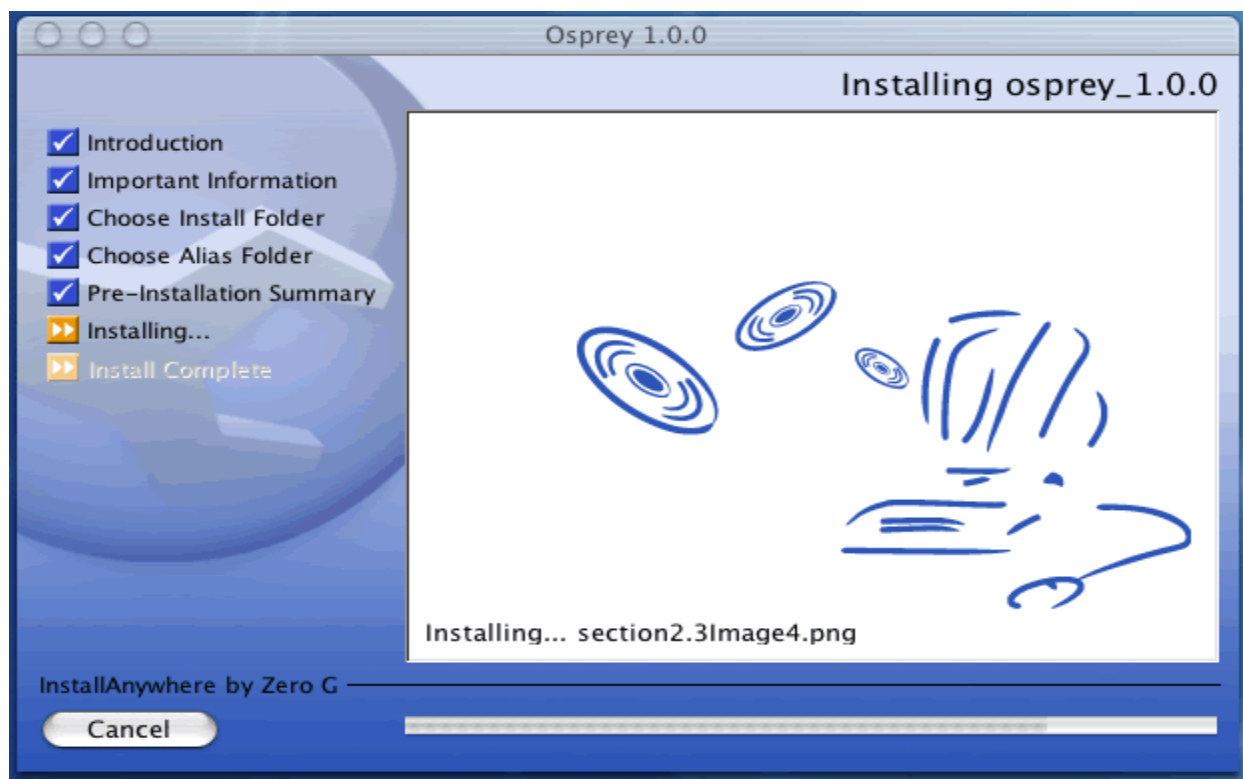 Osprey 1.0.0
Installing osprey_1.0.0
Introduction
Important Information
Choose Install Folder
Choose Alias Folder
Pre-Installation Summary
Installing...
Install Complete
Installing... section2.3Image4.png
InstallAnywhere by Zero G
Cancel